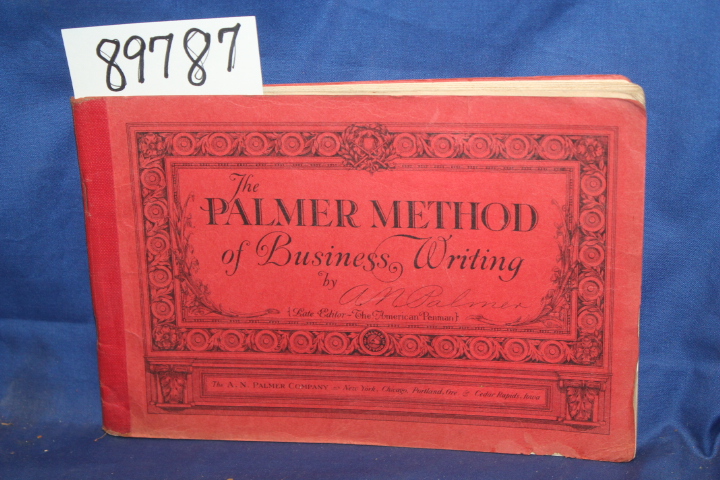 89787
The
PALMER METHOD
of Business Writing
by A. N. Palmer
{Late Editor—The American Penman}
The A. N. PALMER COMPANY New York, Chicago, Portland, Ore. & Cedar Rapids, Iowa